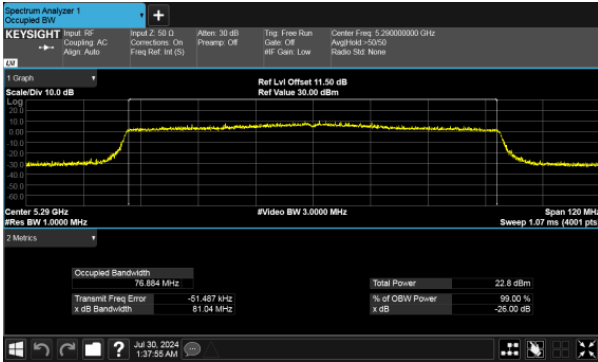 Spectrum Analyzer 1
Occupied BW
KEYSIGHT
Input: RF
Coupling: AC
Align: Auto
Input Z: 50 Ω
Corrections: On
Freq Ref: Int (S)
Atten: 30 dB
Preamp: Off
Trig: Free Run
Gate: Off
#IF Gain: Low
Center Freq: 5.290000000 GHz
Avg|Hold:>50/50
Radio Std: None
LXI
1 Graph
Scale/Div 10.0 dB
Ref Lvl Offset 11.50 dB
Ref Value 30.00 dBm
Log
20.0
10.0
0.00
-10.0
-20.0
-30.0
-40.0
-50.0
-60.0
Center 5.29 GHz
#Res BW 1.0000 MHz
#Video BW 3.0000 MHz
Span 120 MHz
Sweep 1.07 ms (4001 pts)
2 Metrics
Occupied Bandwidth
76.884 MHz
Total Power 22.8 dBm
Transmit Freq Error -51.487 kHz
% of OBW Power 99.00 %
x dB Bandwidth 81.04 MHz
x dB -26.00 dB
Jul 30, 2024
1:37:55 AM